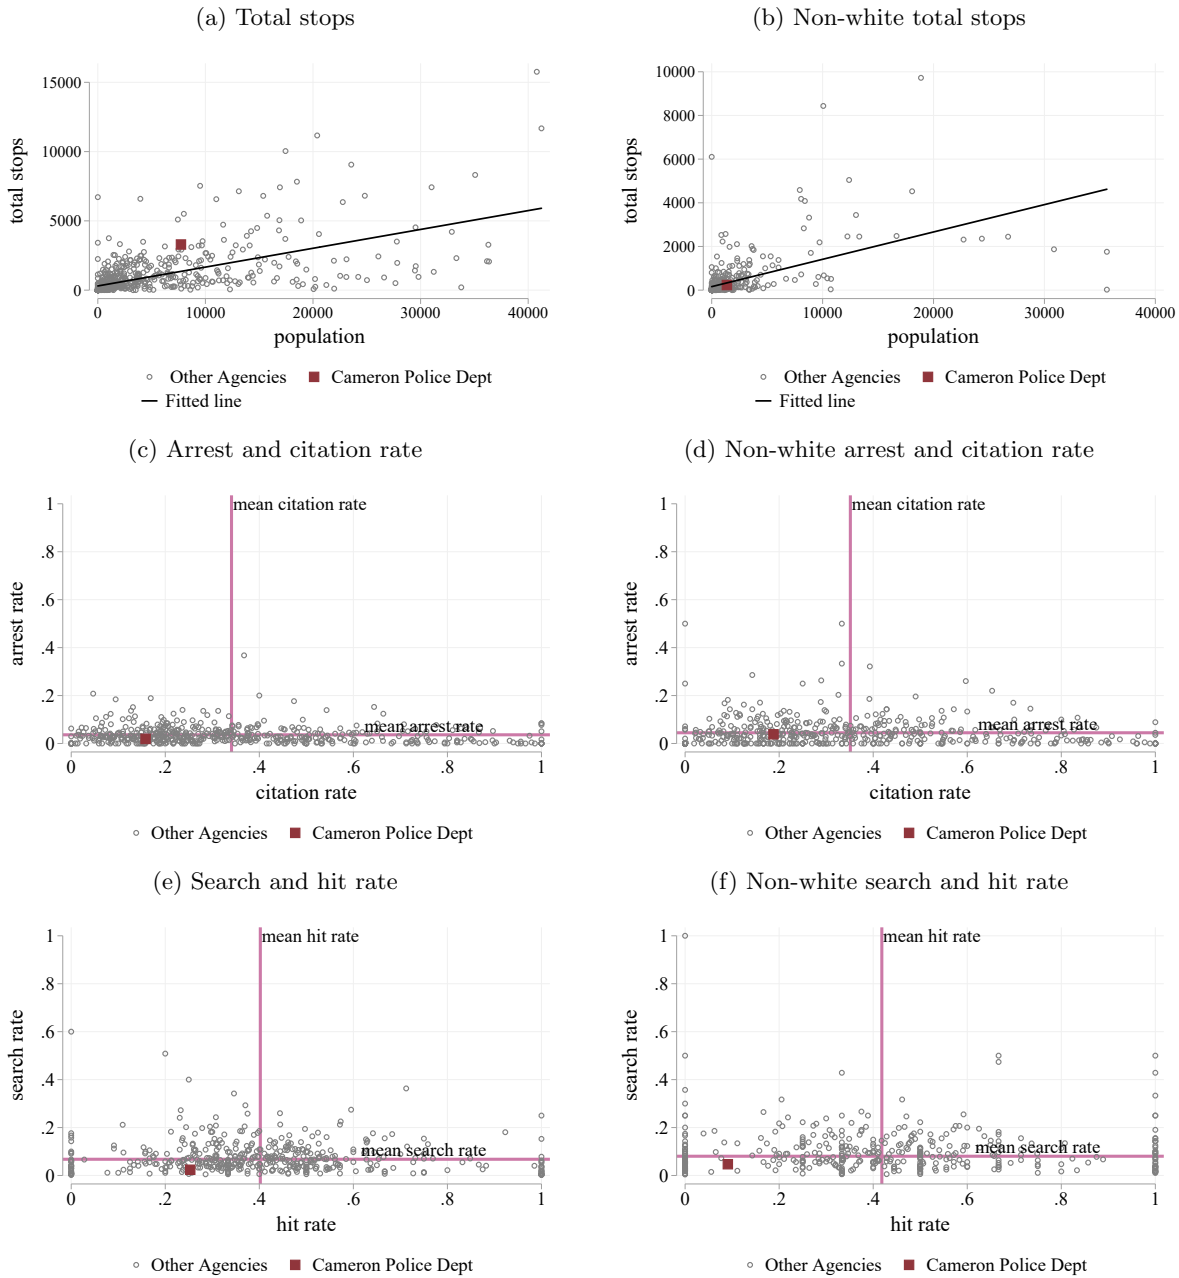 (a) Total stops
(b) Non-white total stops
total stops
15000
10000
5000
0
0 10000 20000 30000 40000
population
Other Agencies Cameron Police Dept
Fitted line
total stops
10000
8000
6000
4000
2000
0
0 10000 20000 30000 40000
population
Other Agencies Cameron Police Dept
Fitted line
(c) Arrest and citation rate
(d) Non-white arrest and citation rate
arrest rate
1
.8
.6
.4
.2
0
mean citation rate
mean arrest rate
0 .2 .4 .6 .8 1
citation rate
Other Agencies Cameron Police Dept
arrest rate
1
.8
.6
.4
.2
0
mean citation rate
mean arrest rate
0 .2 .4 .6 .8 1
citation rate
Other Agencies Cameron Police Dept
(e) Search and hit rate
(f) Non-white search and hit rate
search rate
1
.8
.6
.4
.2
0
mean hit rate
mean search rate
0 .2 .4 .6 .8 1
hit rate
Other Agencies Cameron Police Dept
search rate
1
.8
.6
.4
.2
0
mean hit rate
mean search rate
0 .2 .4 .6 .8 1
hit rate
Other Agencies Cameron Police Dept